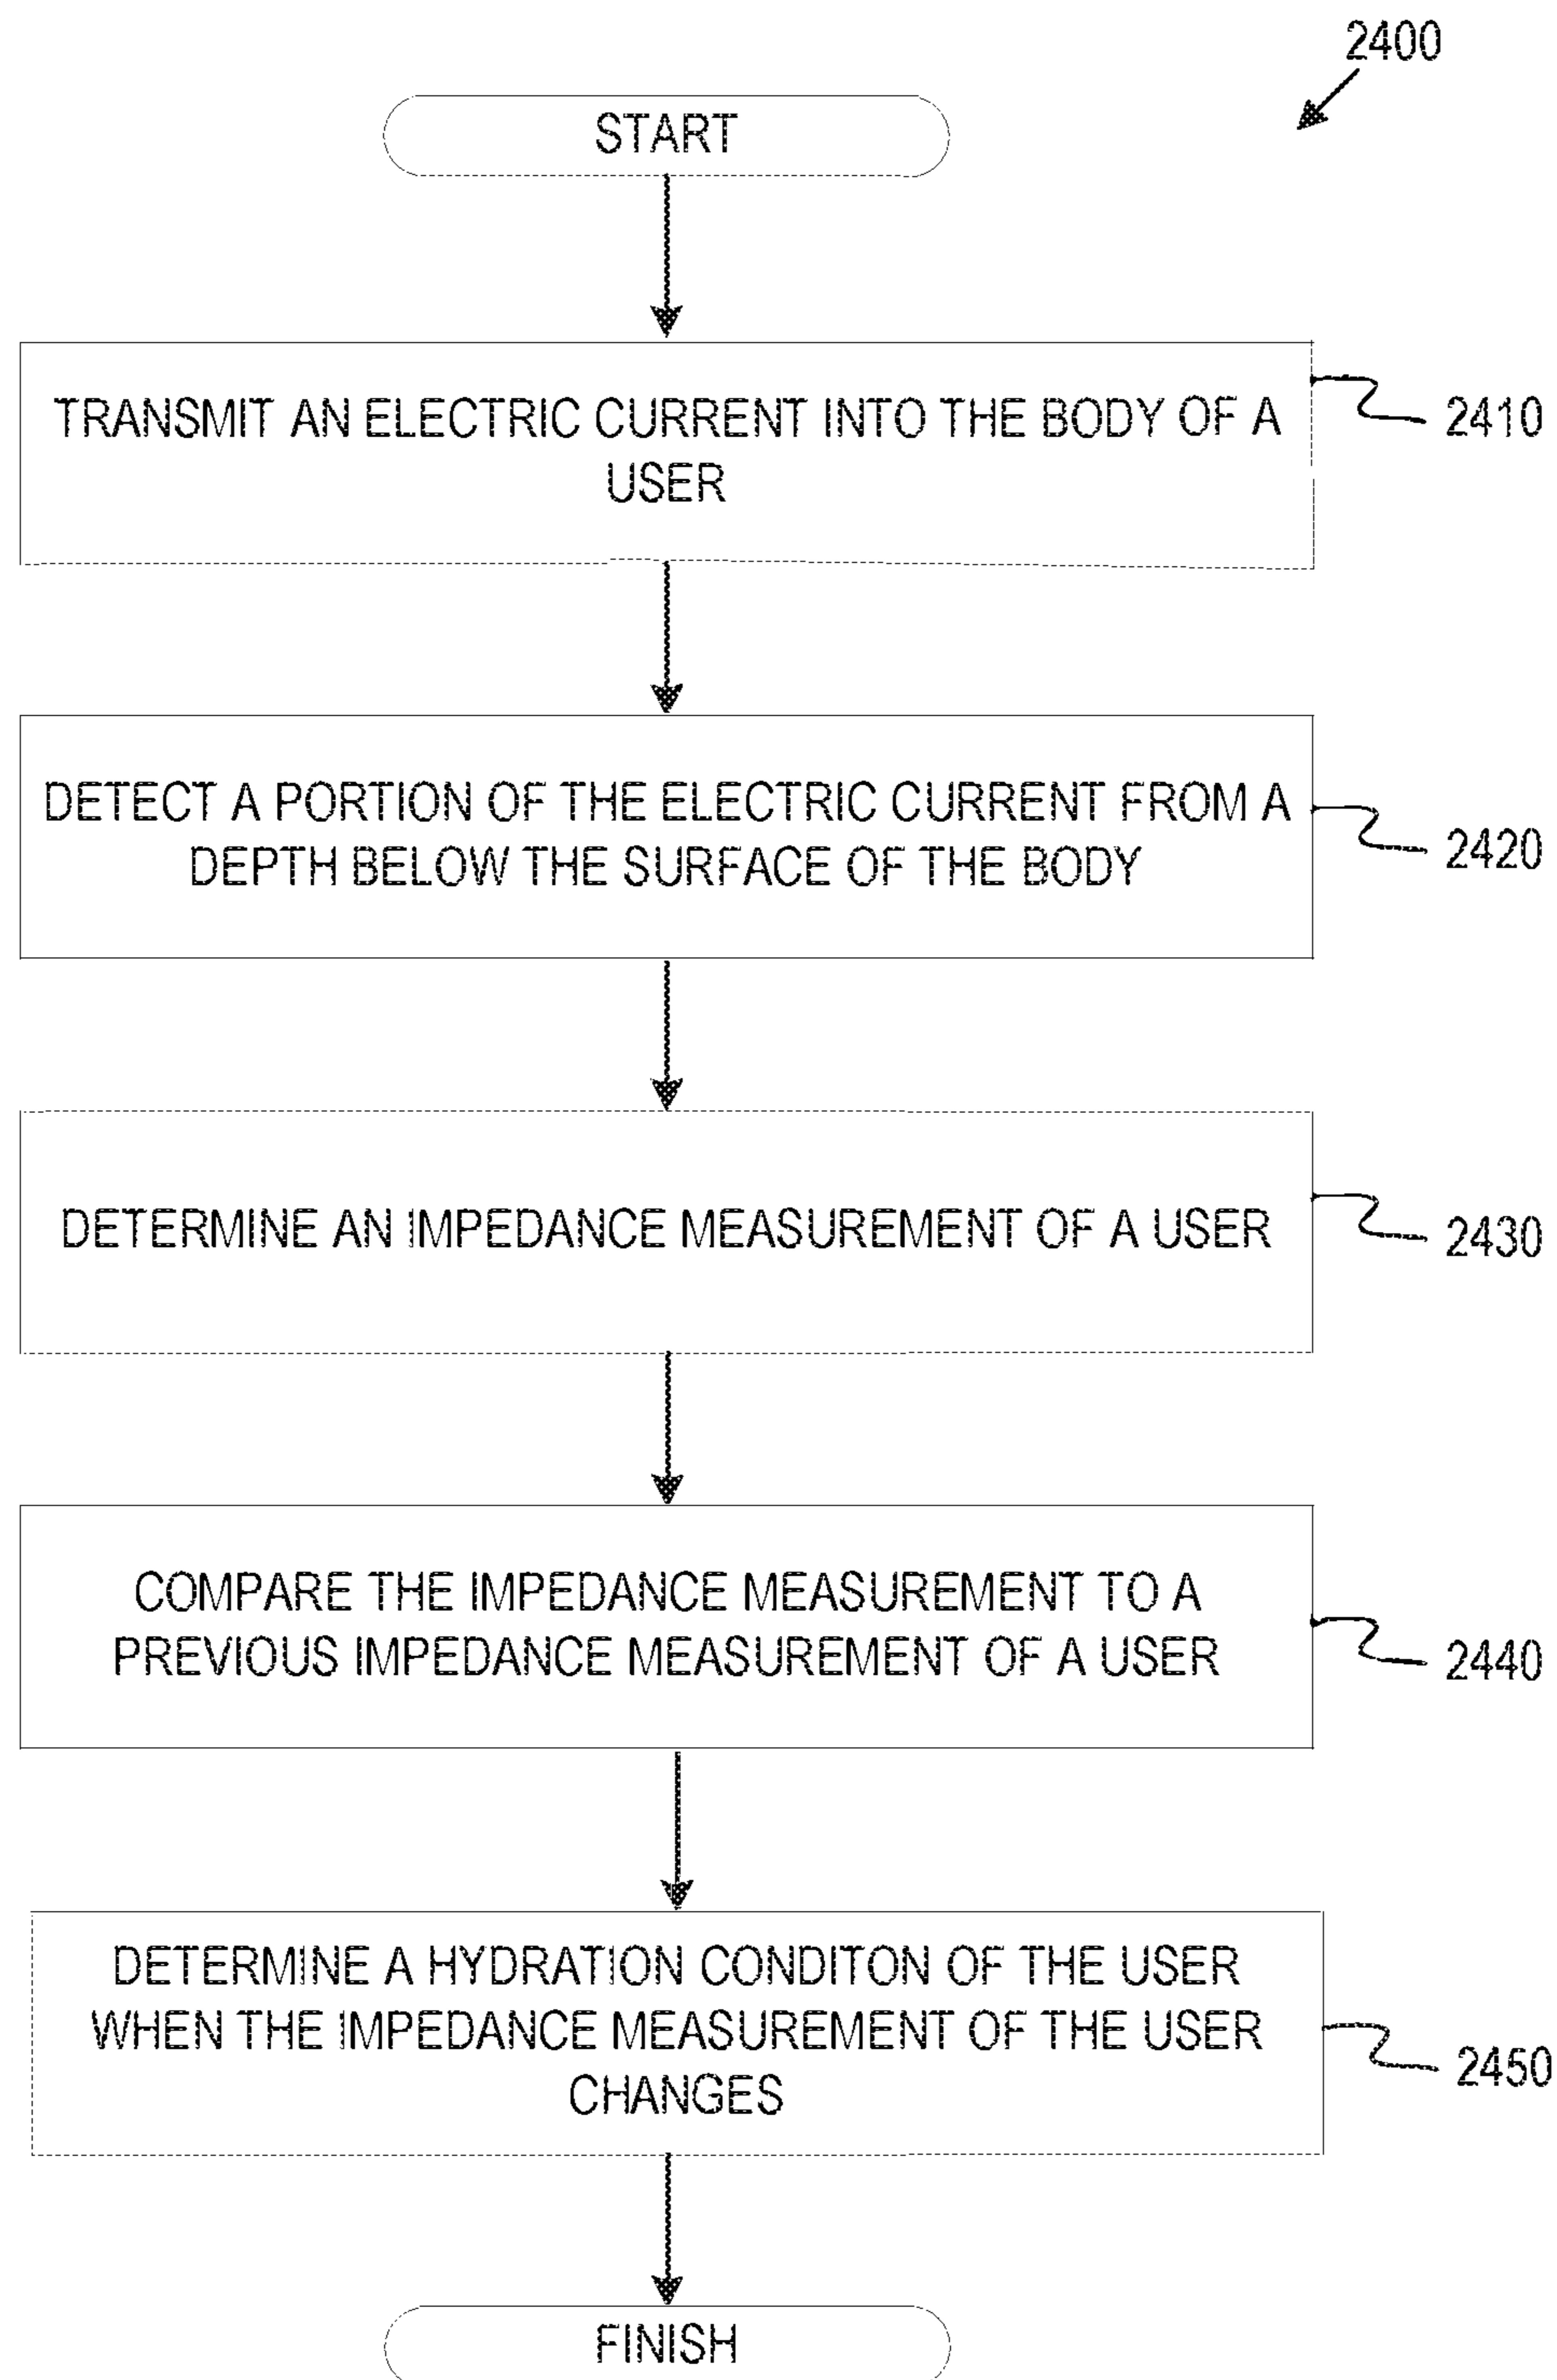 2400
START
TRANSMIT AN ELECTRIC CURRENT INTO THE BODY OF A
USER
2410
DETECT A PORTION OF THE ELECTRIC CURRENT FROM A
DEPTH BELOW THE SURFACE OF THE BODY
2420
DETERMINE AN IMPEDANCE MEASUREMENT OF A USER
2430
COMPARE THE IMPEDANCE MEASUREMENT TO A
PREVIOUS IMPEDANCE MEASUREMENT OF A USER
2440
DETERMINE A HYDRATION CONDITON OF THE USER
WHEN THE IMPEDANCE MEASUREMENT OF THE USER
CHANGES
2450
FINISH